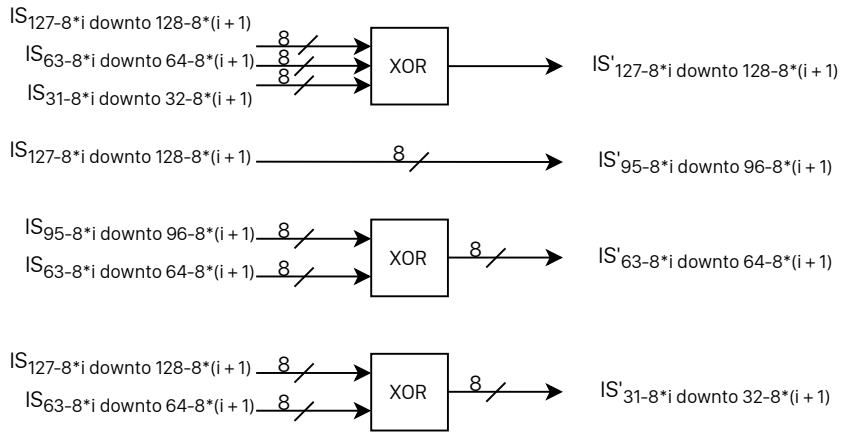 IS127-8*i downto 128-8*(i + 1)
8
IS63-8*i downto 64-8*(i + 1)
8
IS31-8*i downto 32-8*(i + 1)
8
XOR
IS'127-8*i downto 128-8*(i + 1)
IS127-8*i downto 128-8*(i + 1)
8
IS'95-8*i downto 96-8*(i + 1)
IS95-8*i downto 96-8*(i + 1)
8
IS63-8*i downto 64-8*(i + 1)
8
XOR
8
IS'63-8*i downto 64-8*(i + 1)
IS127-8*i downto 128-8*(i + 1)
8
IS63-8*i downto 64-8*(i + 1)
8
XOR
8
IS'31-8*i downto 32-8*(i + 1)